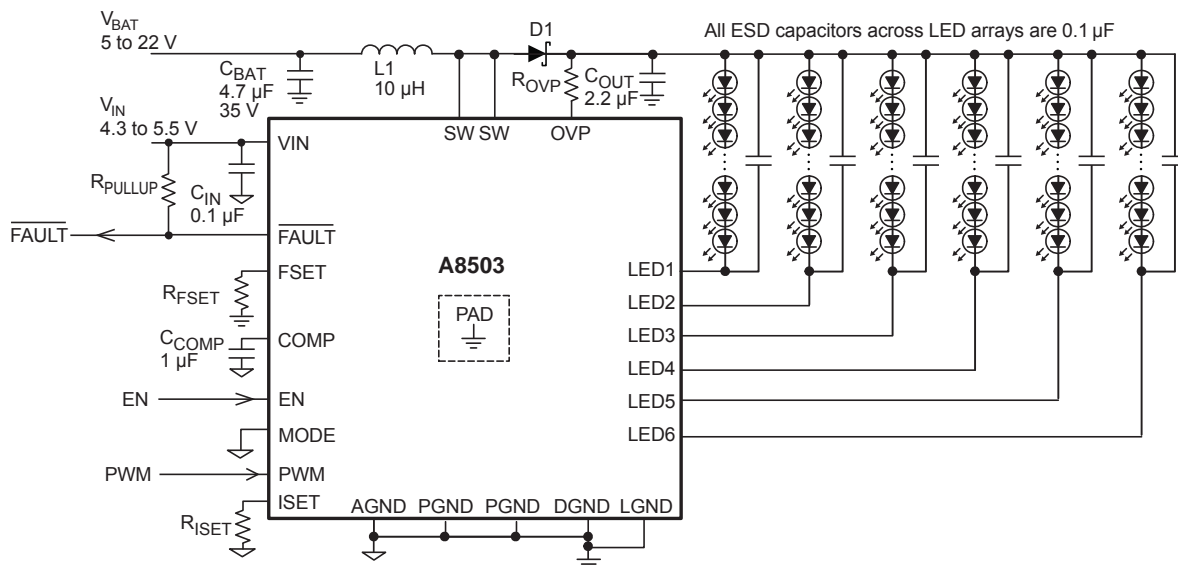 VBAT
5 to 22 V
D1
All ESD capacitors across LED arrays are 0.1 µF
CBAT
4.7 µF
35 V
L1
10 µH
ROVP
COUT
2.2 µF
VIN
4.3 to 5.5 V
SW SW OVP
VIN
RPULLUP
CIN
0.1 µF
FAULT
FAULT
FSET
A8503
LED1
RFSET
PAD
LED2
COMP
LED3
CCOMP
1 µF
LED4
EN
EN
LED5
MODE
LED6
PWM
PWM
ISET
AGND PGND PGND DGND LGND
RISET